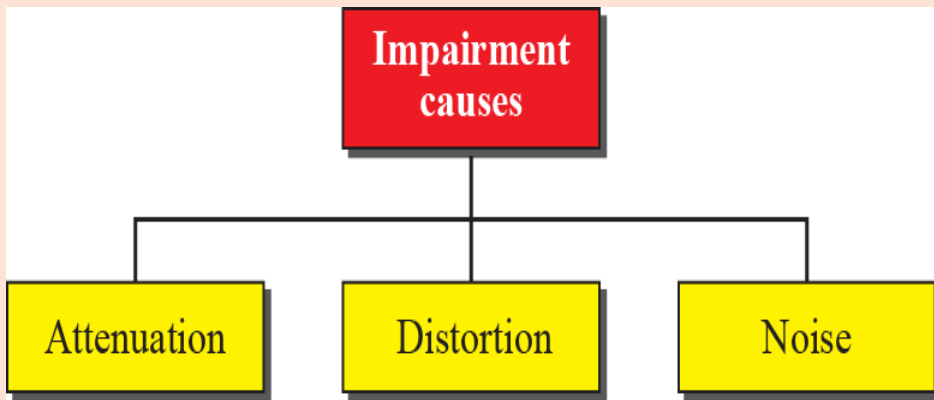 Impairment
causes
Attenuation
Distortion
Noise